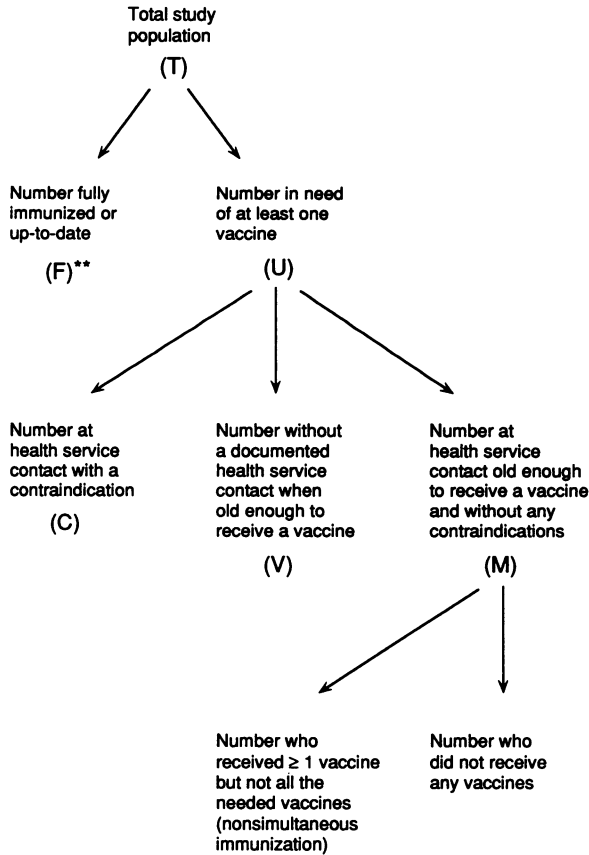 Total study
population
(T)
Number fully
immunized or
up-to-date
(F)**
Number in need
of at least one
vaccine
(U)
Number at
health service
contact with a
contraindication
(C)
Number without
a documented
health service
contact when
old enough to
receive a vaccine
(V)
Number at
health service
contact old enough
to receive a vaccine
and without any
contraindications
(M)
Number who
received ≥ 1 vaccine
but not all the
needed vaccines
(nonsimultaneous
immunization)
Number who
did not receive
any vaccines